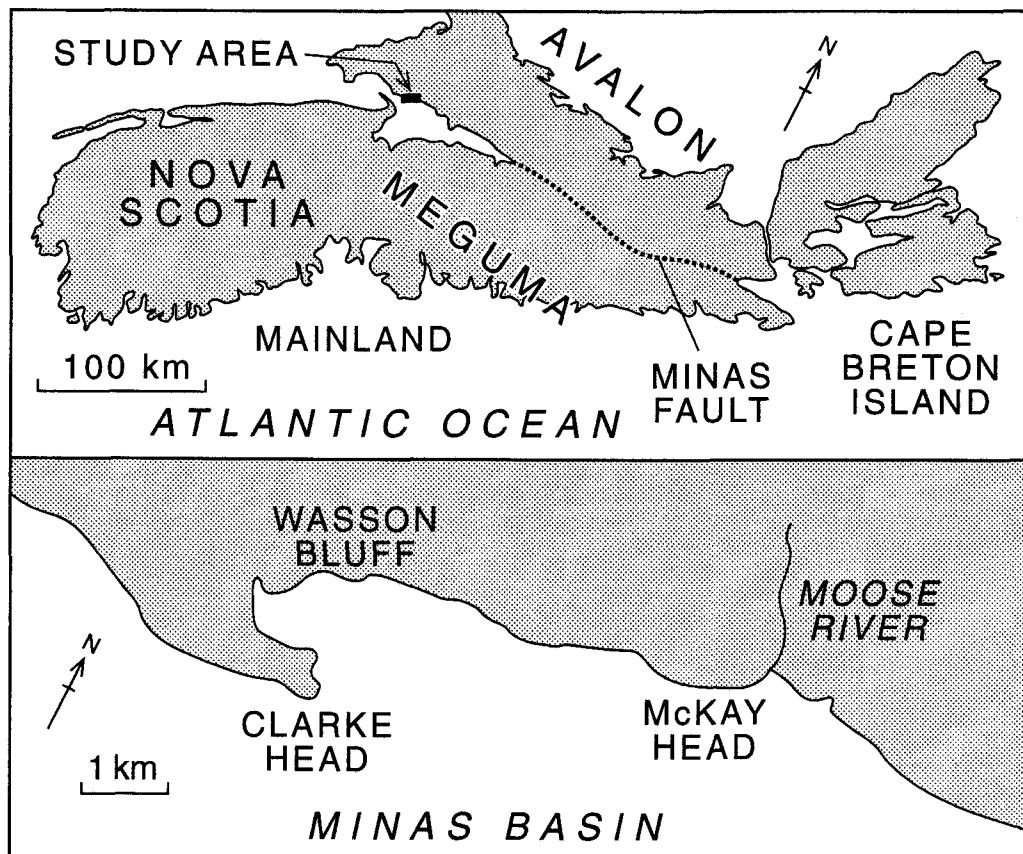 STUDY AREA
AVALON
N
NOVA
SCOTIA
MEGUMA
MAINLAND
100 km
MINAS
FAULT
CAPE
BRETON
ISLAND
ATLANTIC OCEAN
WASSON
BLUFF
MOOSE
RIVER
N
CLARKE
HEAD
McKAY
HEAD
1 km
MINAS BASIN